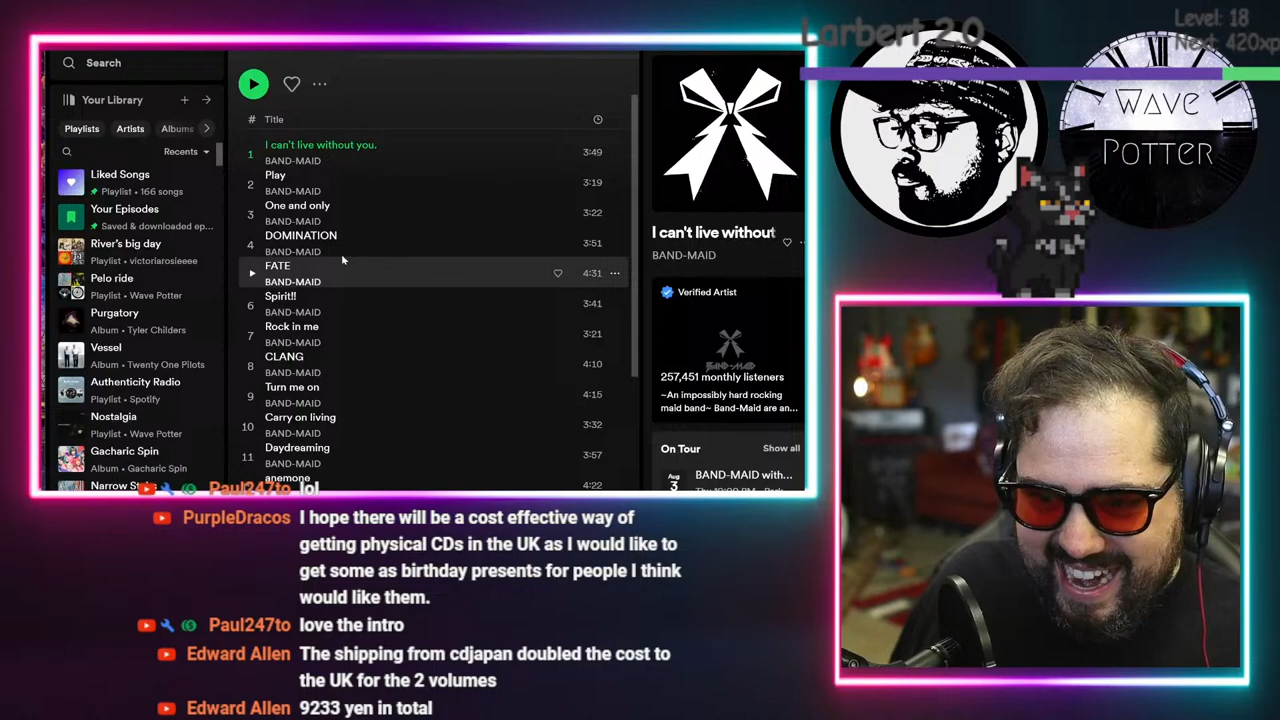 Larbert 2.0
Level: 18
Next: 420xp
WAVE
POTTER
Search
Your Library
Playlists
Artists
Albums
Recents
Liked Songs
Playlist • 166 songs
Your Episodes
Saved & downloaded ep...
River's big day
Playlist • victoriarosieeee
Pelo ride
Playlist • Wave Potter
Purgatory
Album • Tyler Childers
Vessel
Album • Twenty One Pilots
Authenticity Radio
Playlist • Spotify
Nostalgia
Playlist • Wave Potter
Gacharic Spin
Album • Gacharic Spin
# Title
1 I can't live without you. 3:49
BAND-MAID
2 Play 3:19
BAND-MAID
3 One and only 3:22
BAND-MAID
4 DOMINATION 3:51
BAND-MAID
FATE 4:31
BAND-MAID
6 Spirit!! 3:41
BAND-MAID
7 Rock in me 3:21
BAND-MAID
8 CLANG 4:10
BAND-MAID
9 Turn me on 4:15
BAND-MAID
10 Carry on living 3:32
BAND-MAID
11 Daydreaming 3:57
BAND-MAID
anemone 4:22
I can't live without
BAND-MAID
Verified Artist
BAND-MAID
257,451 monthly listeners
~An impossibly hard rocking
maid band~ Band-Maid are an...
On Tour Show all
Aug
3
BAND-MAID with...
Paul247to lol
PurpleDracos I hope there will be a cost effective way of
getting physical CDs in the UK as I would like to
get some as birthday presents for people I think
would like them.
Paul247to love the intro
Edward Allen The shipping from cdjapan doubled the cost to
the UK for the 2 volumes
Edward Allen 9233 yen in total